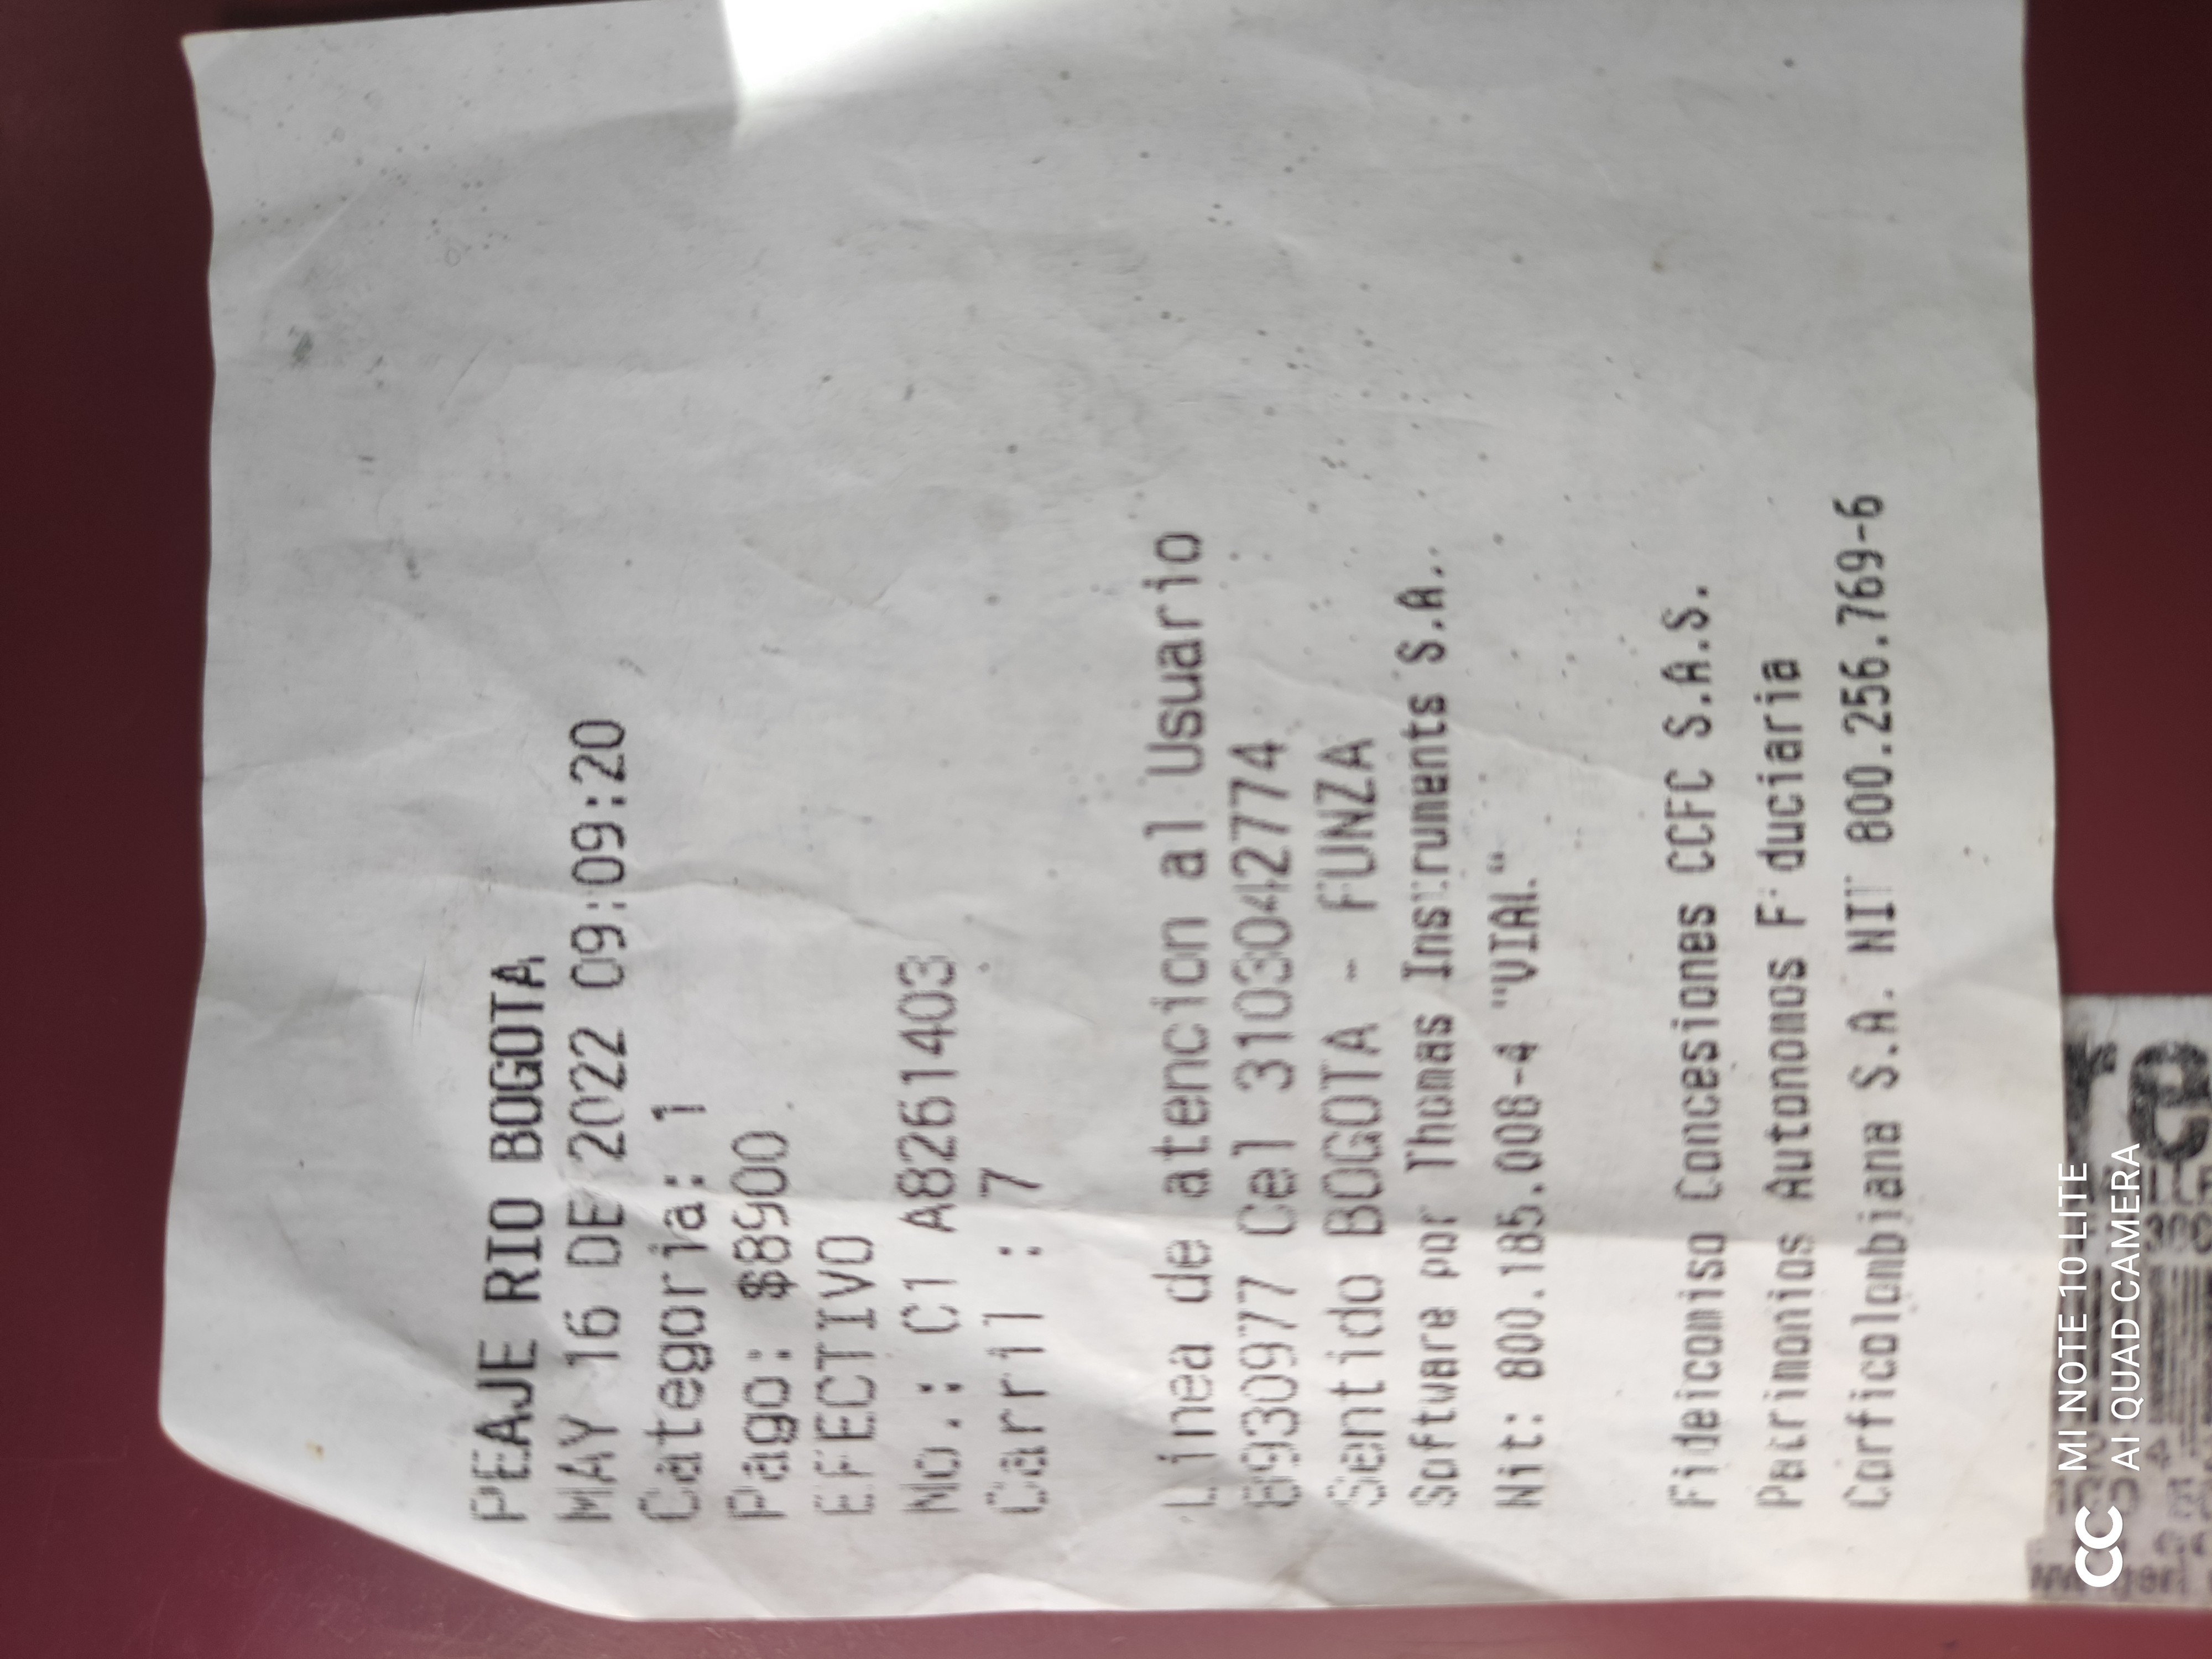 PEAJE RIO BOGOTA
MAY 16 DE 2022 09:09:20
Categoria: 1
Pago: $8900
EFECTIVO
No.: C1 A8261403
Carril : 7
Linea de atencion al Usuario
8930977 Cel 3103042774
Sentido BOGOTA - FUNZA
Software por Thomas Instruments S.A.
Nit: 800.185.008-4 "VIAL"
Fideicomiso Concesiones CCFC S.A.S.
Patrimonios Autonomos F duciaria
Corficolombiana S.A. NIT 800.256.769-6
MI NOTE 10 LITE
AI QUAD CAMERA